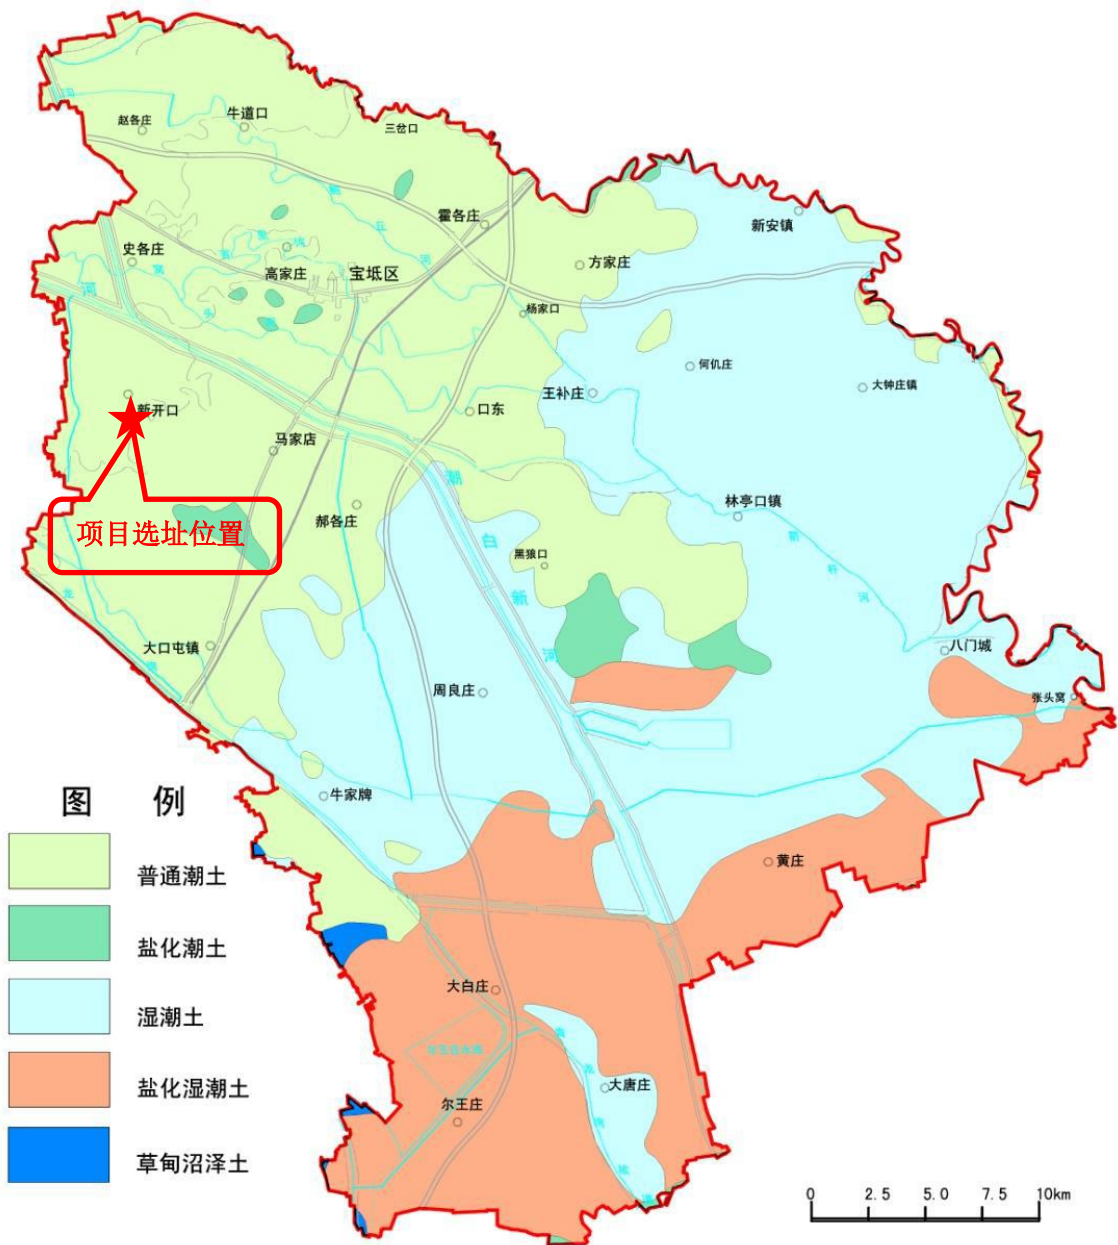 赵各庄
牛道口
三岔口
霍各庄
新安镇
史各庄
高家庄
宝坻区
方家庄
河
杨家口
何仉庄
大钟庄镇
王补庄
新开口
口东
马家店
潮
白
新
河
林亭口镇
项目选址位置
郝各庄
黑狼口
大口屯镇
八门城
周良庄
张头窝
牛家牌
黄庄
大白庄
大唐庄
尔王庄
图 例
普通潮土
盐化潮土
湿潮土
盐化湿潮土
草甸沼泽土
0 2.5 5.0 7.5 10km